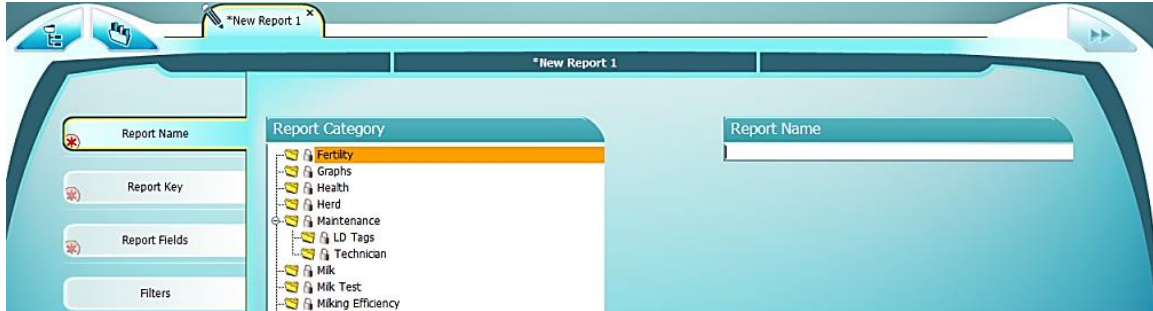 *New Report 1 x
*New Report 1
Report Name
Report Key
Report Fields
Filters
Report Category
Fertility
Graphs
Health
Herd
Maintenance
LD Tags
Technician
Milk
Milk Test
Milking Efficiency
Report Name